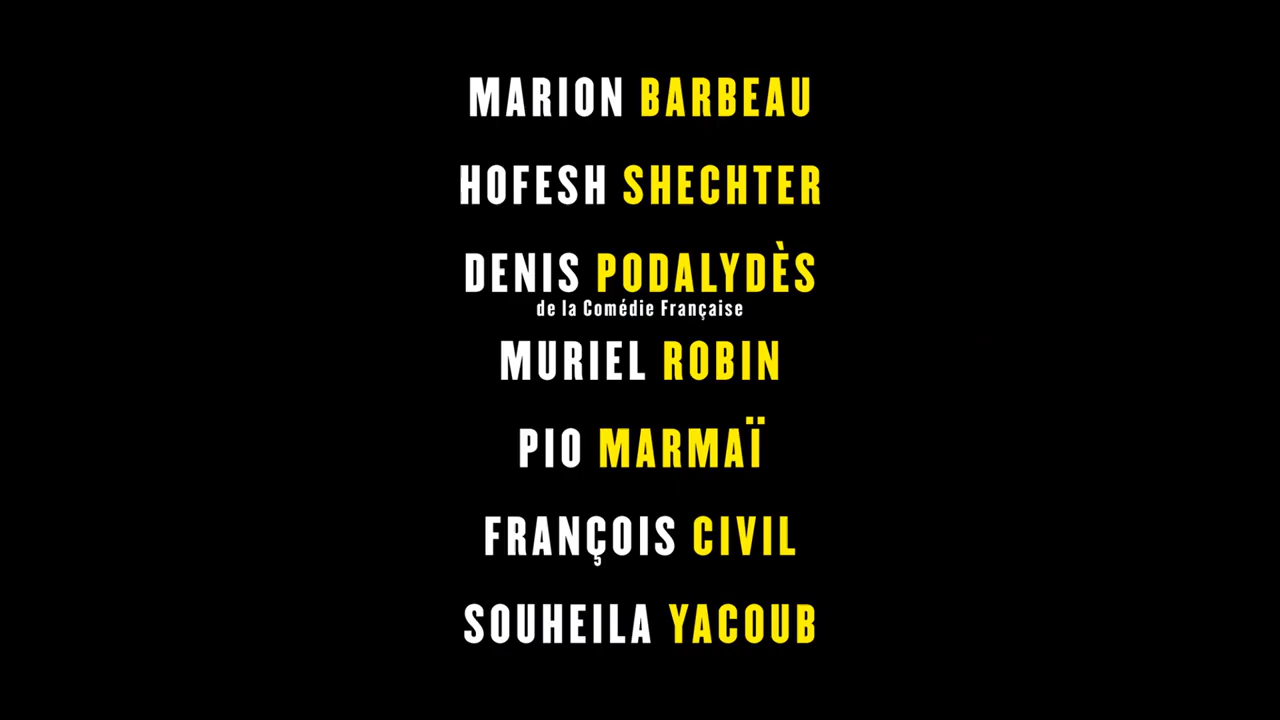 MARION BARBEAU
HOFESH SHECHTER
DENIS PODALYDÈS
de la Comédie Française
MURIEL ROBIN
PIO MARMAÏ
FRANÇOIS CIVIL
SOUHEILA YACOUB